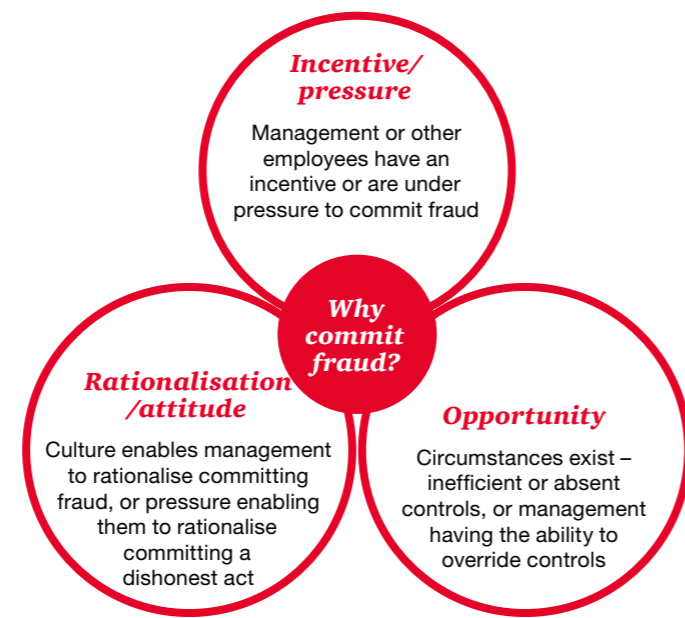 Incentive/
pressure
Management or other
employees have an
incentive or are under
pressure to commit fraud
Why
commit
fraud?
Rationalisation
/attitude
Culture enables management
to rationalise committing
fraud, or pressure enabling
them to rationalise
committing a
dishonest act
Opportunity
Circumstances exist –
inefficient or absent
controls, or management
having the ability to
override controls